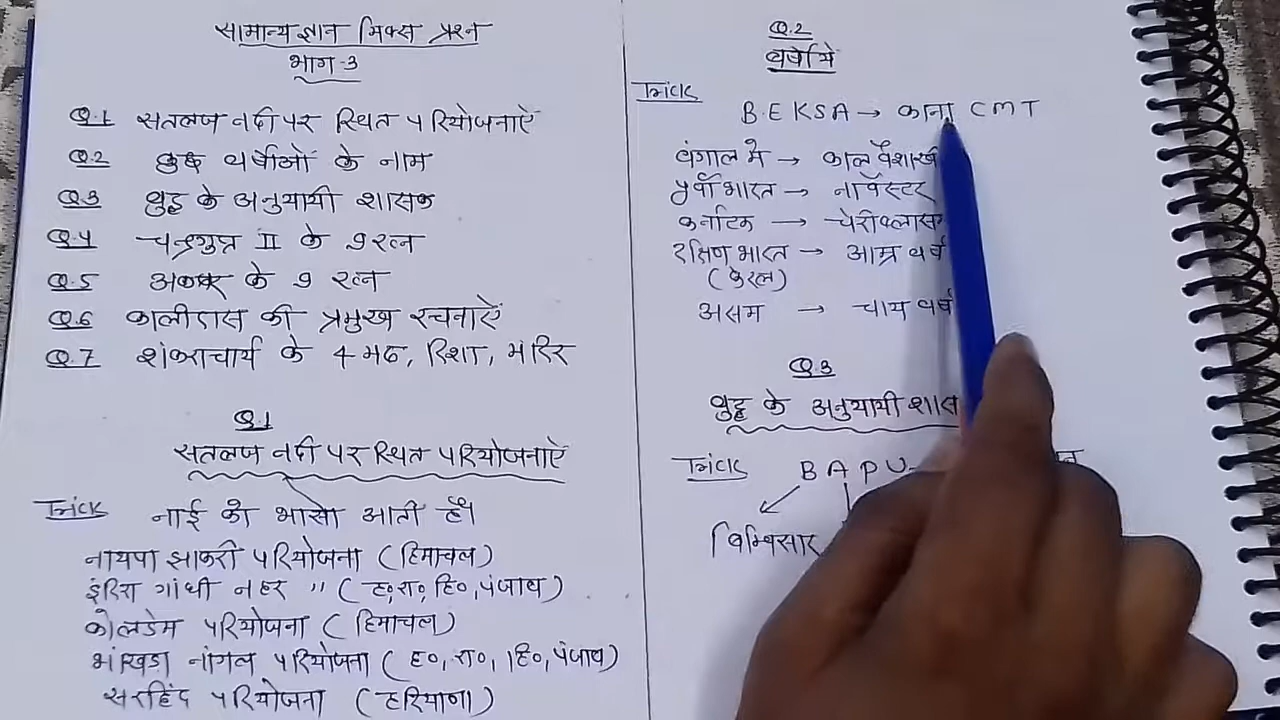 सामान्य ज्ञान मिक्स प्रश्न
भाग-3
Q.1 सतलज नदी पर स्थित परियोजनाऐं
Q.2 कुछ वर्षाओं के नाम
Q.3 बुद्ध के अनुयायी शासक
Q.4 चन्द्रगुप्त II के 9 रत्न
Q.5 अकबर के 9 रत्न
Q.6 कालीदास की प्रमुख रचनाऐं
Q.7 शंकराचार्य के 4 मठ, दिशा, मंदिर
Q.1
सतलज नदी पर स्थित परियोजनाऐं
Trick नाई को भासो आती है।
नायपा झाकरी परियोजना (हिमाचल)
इंदिरा गांधी नहर " (ह०,रा०,हि०,पंजाब)
कोलडेम परियोजना (हिमाचल)
भांखडा नांगल परियोजना (ह०, रा०, हि०, पंजाब)
सरहिंद परियोजना (हरियाणा)
Q.2
वर्षायें
Trick
B.E KSA → काना CMT
बंगाल मे → काल वैशाखी
पूर्वी भारत → नार्वेस्टर
कर्नाटक → चेरीब्लास
दक्षिण भारत → आम्र वर्ष
(केरल)
असम → चाय वर्ष
Q.3
बुद्ध के अनुयायी शास
Trick B A P U
विम्बिसार